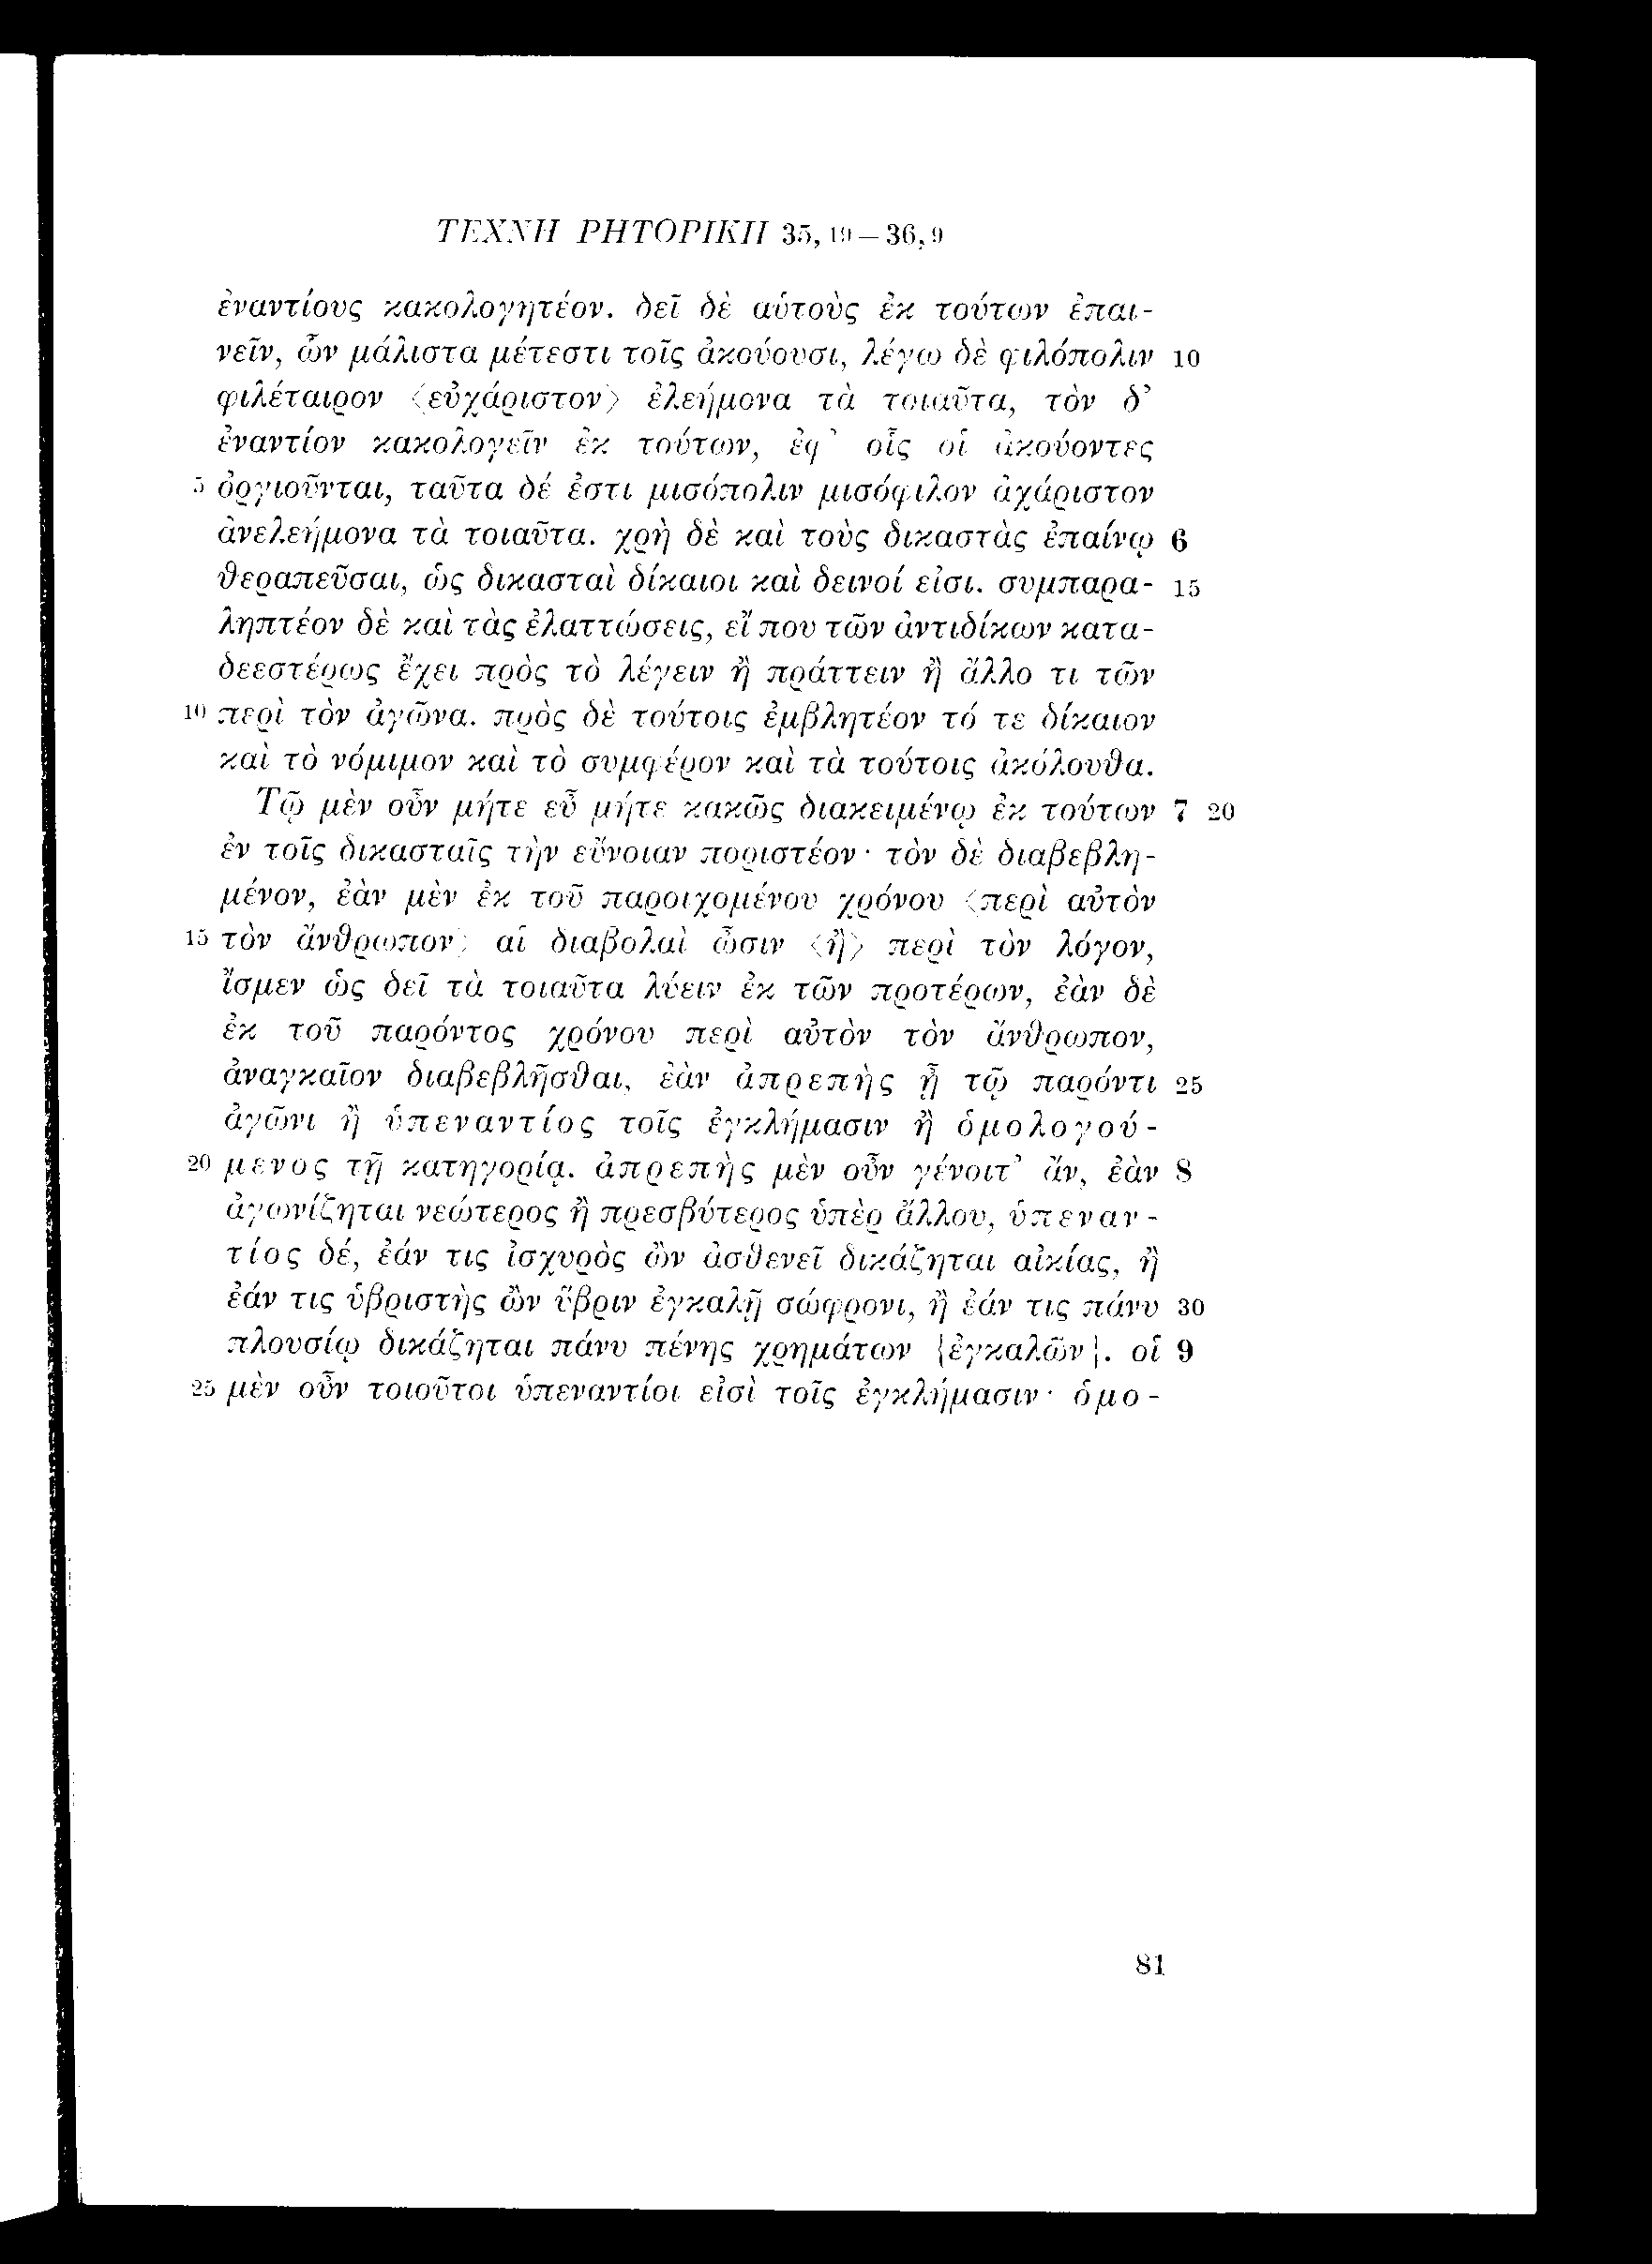 ΤΕΧΝΗ ΡΗΤΟΡΙΚΗ 35,19—36,9
ἐναντίους κακολογητέον. δεῖ δὲ αὑτοὺς ἐκ τούτων ἐπαι-
νεῖν, ὧν μάλιστα μέτεστι τοῖς ἀκούουσι, λέγω δὲ φιλόπολιν 10
φιλέταιρον ⟨εὐχάριστον⟩ ἐλεήμονα τὰ τοιαῦτα, τὸν δ’
ἐναντίον κακολογεῖν ἐκ τούτων, ἐφ’ οἷς οἱ ἀκούοντες
5 ὀργιοῦνται, ταῦτα δέ ἐστι μισόπολιν μισόφιλον ἀχάριστον
ἀνελεήμονα τὰ τοιαῦτα. χρὴ δὲ καὶ τοὺς δικαστὰς ἐπαίνῳ 6
θεραπεῦσαι, ὡς δικασταὶ δίκαιοι καὶ δεινοί εἰσι. συμπαρα- 15
ληπτέον δὲ καὶ τὰς ἐλαττώσεις, εἴ που τῶν ἀντιδίκων κατα-
δεεστέρως ἔχει πρὸς τὸ λέγειν ἢ πράττειν ἢ ἄλλο τι τῶν
10 περὶ τὸν ἀγῶνα. πρὸς δὲ τούτοις ἐμβλητέον τό τε δίκαιον
καὶ τὸ νόμιμον καὶ τὸ συμφέρον καὶ τὰ τούτοις ἀκόλουθα.
Τῷ μὲν οὖν μήτε εὖ μήτε κακῶς διακειμένῳ ἐκ τούτων 7 20
ἐν τοῖς δικασταῖς τὴν εὔνοιαν ποριστέον· τὸν δὲ διαβεβλη-
μένον, ἐὰν μὲν ἐκ τοῦ παροιχομένου χρόνου ⟨περὶ αὐτὸν
15 τὸν ἄνθρωπον⟩ αἱ διαβολαὶ ὦσιν ⟨ἢ⟩ περὶ τὸν λόγον,
ἴσμεν ὡς δεῖ τὰ τοιαῦτα λύειν ἐκ τῶν προτέρων, ἐὰν δὲ
ἐκ τοῦ παρόντος χρόνου περὶ αὐτὸν τὸν ἄνθρωπον,
ἀναγκαῖον διαβεβλῆσθαι, ἐὰν ἀπρεπὴς ᾖ τῷ παρόντι 25
ἀγῶνι ἢ ὑπεναντίος τοῖς ἐγκλήμασιν ἢ ὁμολογού-
20 μενος τῇ κατηγορίᾳ. ἀπρεπὴς μὲν οὖν γένοιτ’ ἄν, ἐὰν 8
ἀγωνίζηται νεώτερος ἢ πρεσβύτερος ὑπὲρ ἄλλου, ὑπεναν-
τίος δέ, ἐάν τις ἰσχυρὸς ὢν ἀσθενεῖ δικάζηται αἰκίας, ἢ
ἐάν τις ὑβριστὴς ὢν ὕβριν ἐγκαλῇ σώφρονι, ἢ ἐάν τις πάνυ 30
πλουσίῳ δικάζηται πάνυ πένης χρημάτων {ἐγκαλῶν}. οἱ 9
25 μὲν οὖν τοιοῦτοι ὑπεναντίοι εἰσὶ τοῖς ἐγκλήμασιν· ὁμο-
81